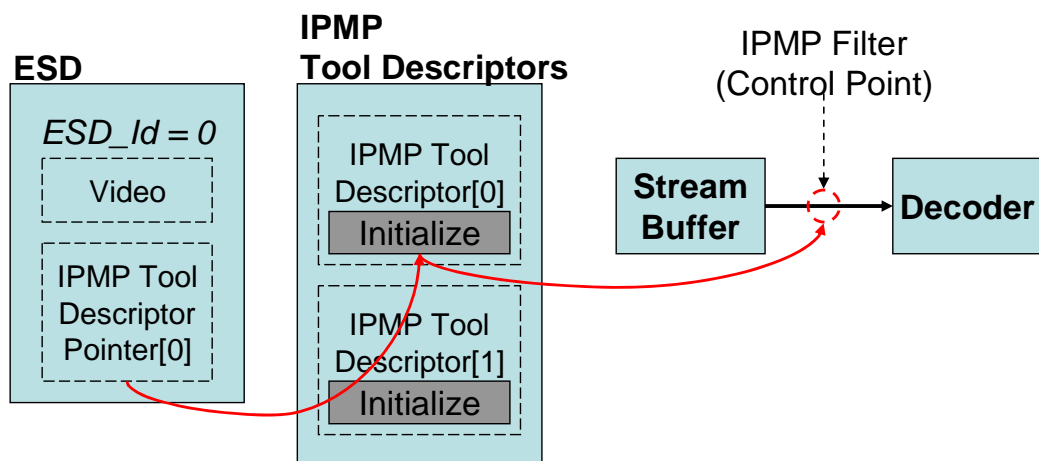 ESD
ESD_Id = 0
Video
IPMP Tool
Descriptor
Pointer[0]
IPMP
Tool Descriptors
IPMP Tool
Descriptor[0]
Initialize
IPMP Tool
Descriptor[1]
Initialize
IPMP Filter
(Control Point)
Stream
Buffer
Decoder